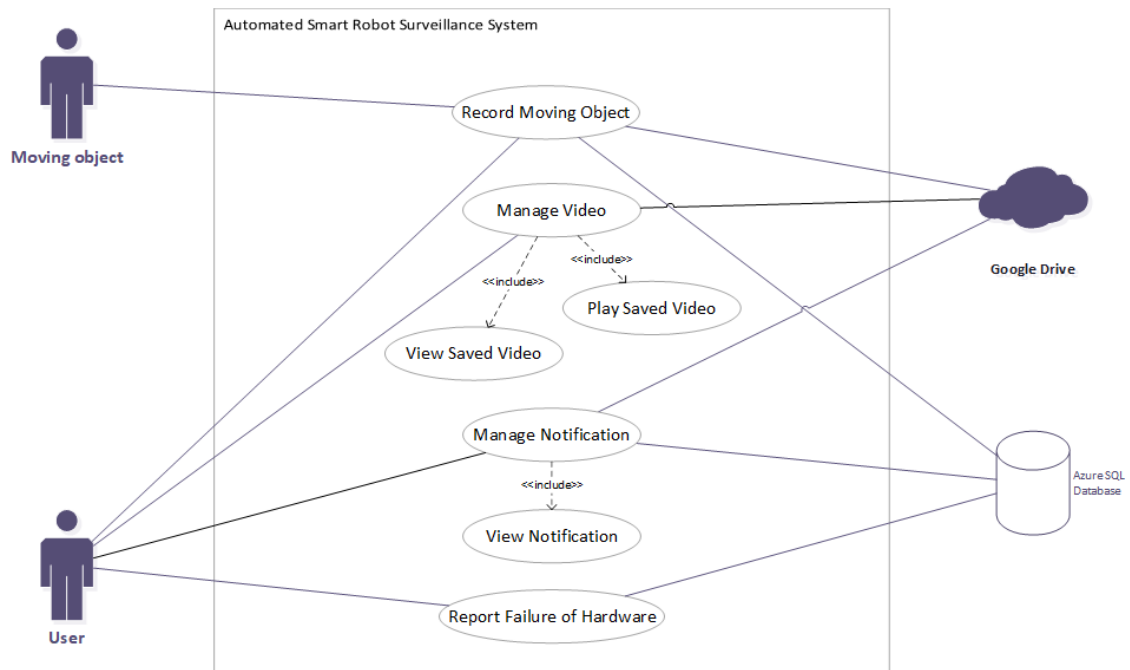 Automated Smart Robot Surveillance System
Moving object
Record Moving Object
Manage Video
Google Drive
<<include>>
<<include>>
Play Saved Video
View Saved Video
Manage Notification
Azure SQL
Database
<<include>>
View Notification
Report Failure of Hardware
User